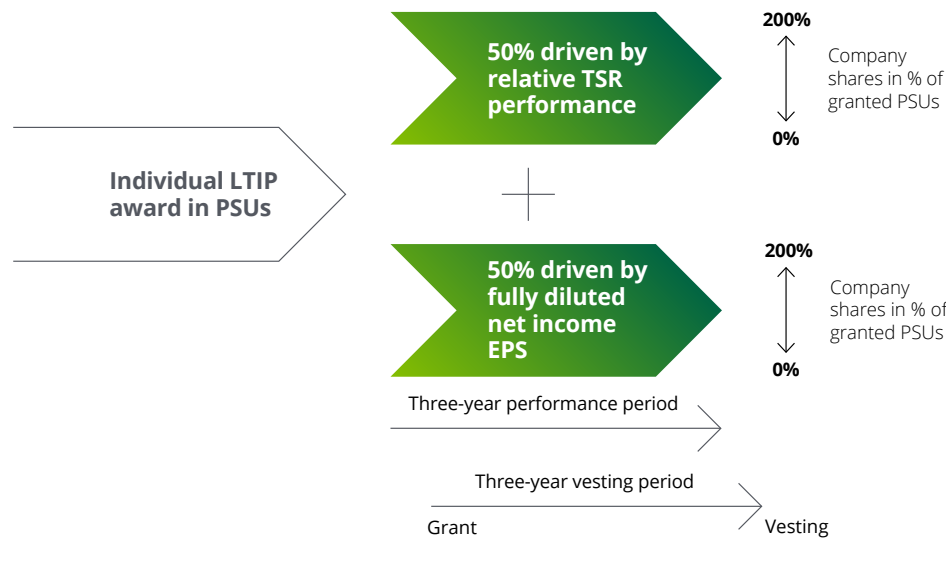 Individual LTIP
award in PSUs
50% driven by
relative TSR
performance
200%
Company
shares in % of
granted PSUs
0%
50% driven by
fully diluted
net income
EPS
200%
Company
shares in % of
granted PSUs
0%
Three-year performance period
Three-year vesting period
Grant
Vesting